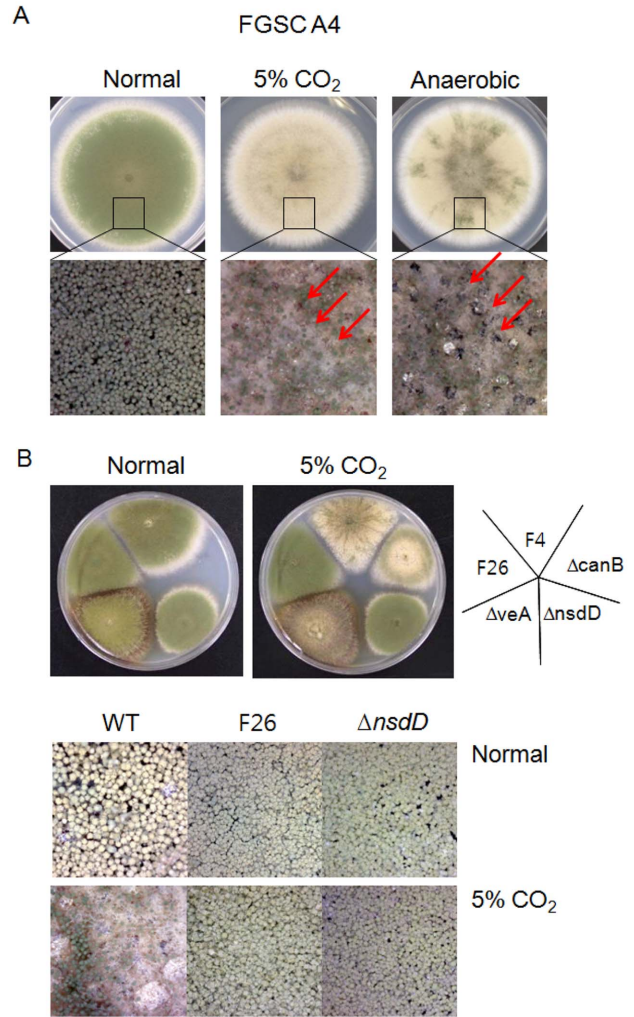 A
FGSC A4
Normal 5% CO₂ Anaerobic
B
Normal 5% CO₂
F4
F26 ΔcanB
ΔveA ΔnsdD
WT F26 ΔnsdD
Normal
5% CO₂